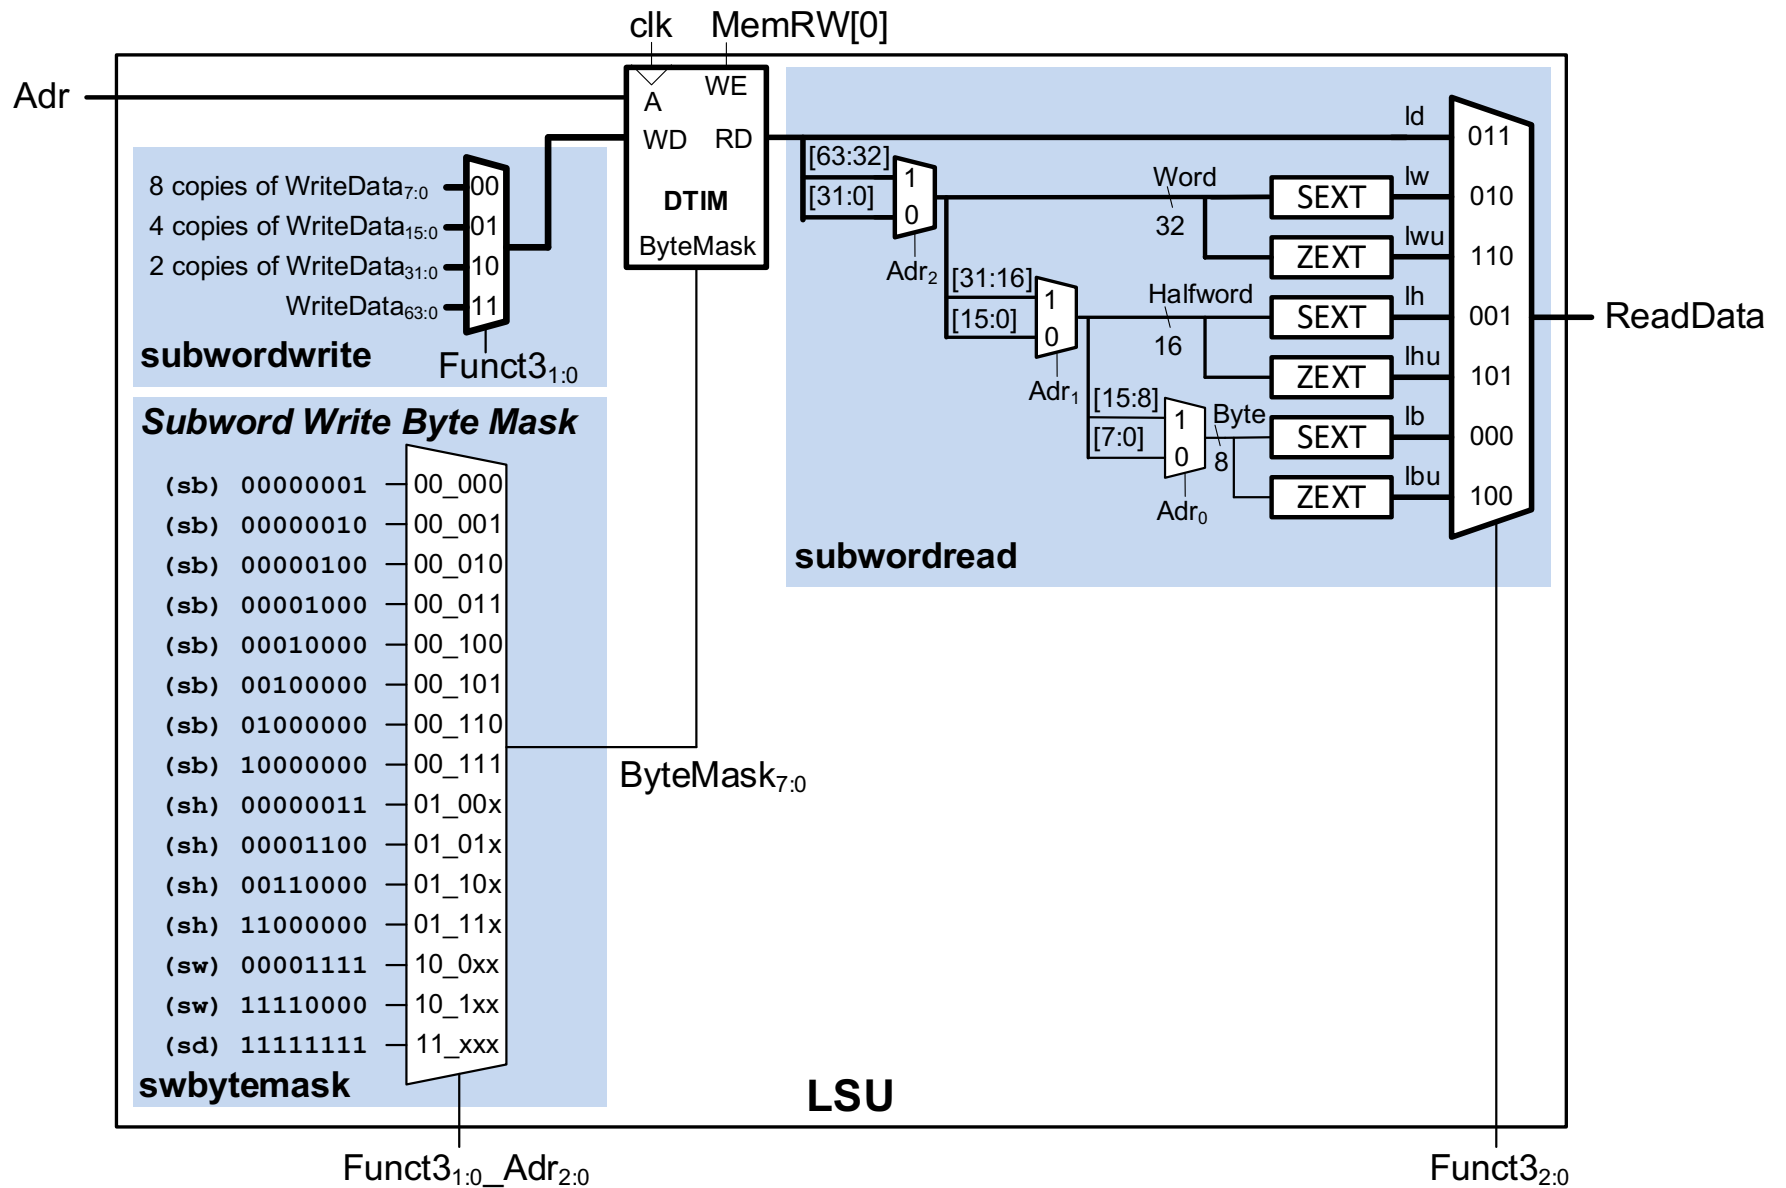 clk MemRW[0]
Adr
A
WE
WD RD
DTIM
ByteMask
8 copies of WriteData7:0
00
4 copies of WriteData15:0
01
2 copies of WriteData31:0
10
WriteData63:0
11
subwordwrite
Funct31:0
Subword Write Byte Mask
(sb) 00000001 00_000
(sb) 00000010 00_001
(sb) 00000100 00_010
(sb) 00001000 00_011
(sb) 00010000 00_100
(sb) 00100000 00_101
(sb) 01000000 00_110
(sb) 10000000 00_111
(sh) 00000011 01_00x
(sh) 00001100 01_01x
(sh) 00110000 01_10x
(sh) 11000000 01_11x
(sw) 00001111 10_0xx
(sw) 11110000 10_1xx
(sd) 11111111 11_xxx
swbytemask
Funct31:0_Adr2:0
ByteMask7:0
[63:32]
[31:0]
1
0
Adr2
[31:16]
[15:0]
1
0
Adr1
[15:8]
[7:0]
1
0
Adr0
Word
32
Halfword
16
Byte
8
ld 011
SEXT lw 010
ZEXT lwu 110
SEXT lh 001
ZEXT lhu 101
SEXT lb 000
ZEXT lbu 100
subwordread
ReadData
LSU
Funct32:0